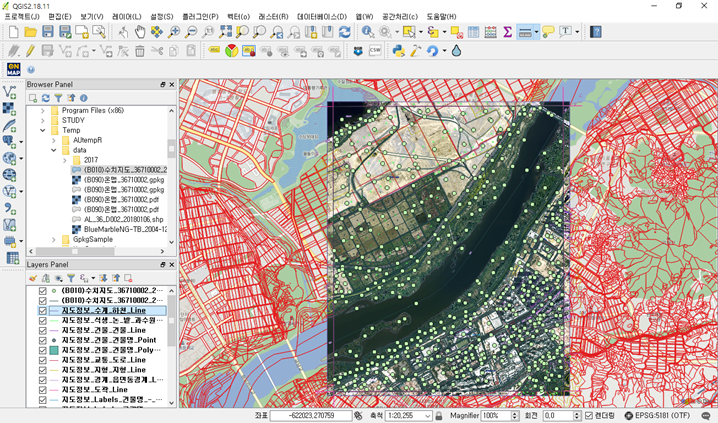 QGIS2.18.11
프로젝트(J) 편집(E) 보기(V) 레이어(L) 설정(S) 플러그인(P) 벡터(o) 래스터(R) 데이터베이스(D) 웹(W) 공간처리(C) 도움말(H)
CSW
ON MAP
Browser Panel
Program Files (x86)
STUDY
Temp
AUtempR
data
2017
(B010)수치지도_36710002_2
(B090)온맵_36710002.gpkg
(B090)온맵_36710002.gpkg
(B090)온맵_36710002.pdf
(B090)온맵_36710002.pdf
AL_36_D002_20180106.shp
BlueMarbleNG-TB_2004-12
GpkgSample
Layers Panel
(B010)수치지도_36710002_2...
(B010)수치지도_36710002_2...
지도정보_수계_하천_Line
지도정보_식생_논_밭_과수원...
지도정보_건물_건물_Line
지도정보_건물_건물명_Point
지도정보_건물_건물명_Poly...
지도정보_교통_도로_Line
지도정보_지형_지형_Line
지도정보_경계_읍면동경계_L...
지도정보_도곽_Line
지도정보_Labels_건물명_-_...
좌표 -622023,270759 축척 1:20,255 Magnifier 100% 회전 0,0 렌더링 EPSG:5181 (OTF)